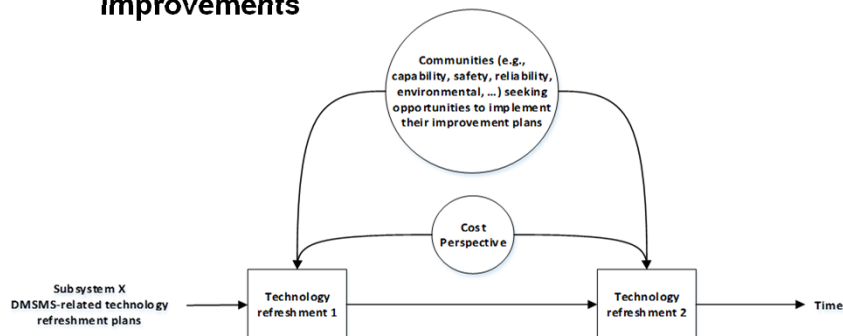 Improvements
Communities (e.g.,
capability, safety, reliability,
environmental, ...) seeking
opportunities to implement
their improvement plans
Cost
Perspective
Subsystem X
DMSMS-related technology
refreshment plans
Technology
refreshment 1
Technology
refreshment 2
Time